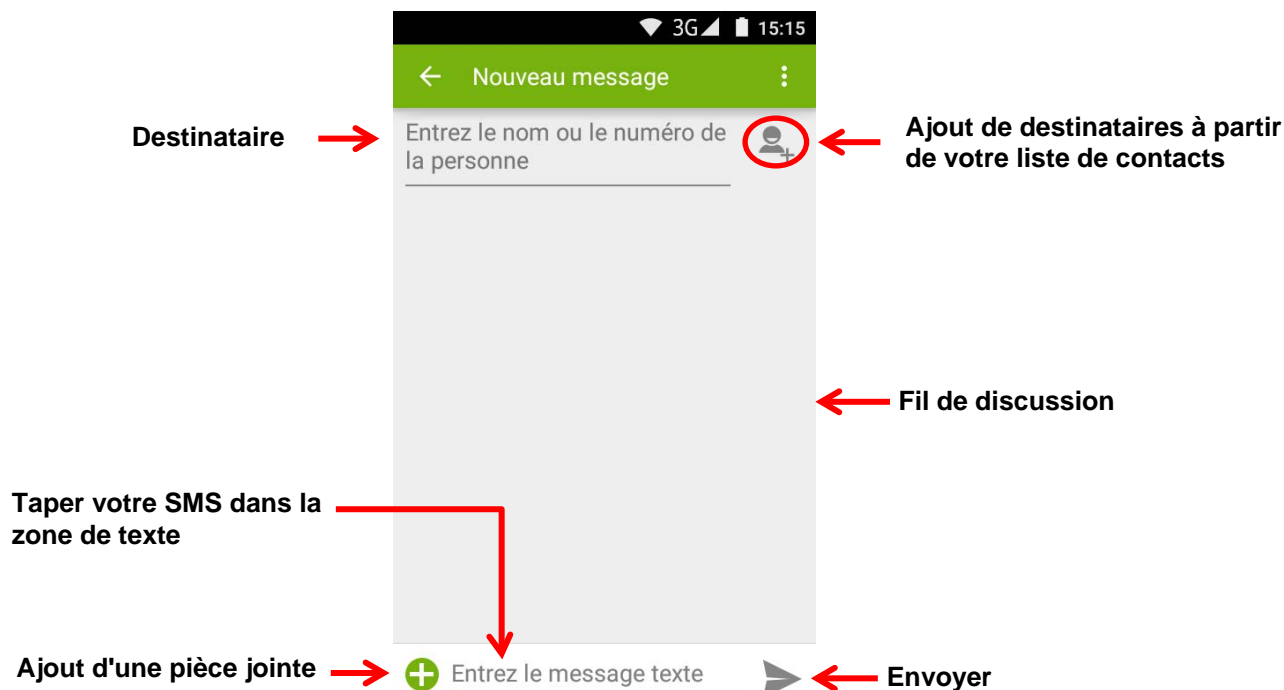 3G 15:15
Nouveau message
Destinataire
Entrez le nom ou le numéro de
la personne
Ajout de destinataires à partir
de votre liste de contacts
Fil de discussion
Taper votre SMS dans la
zone de texte
Ajout d'une pièce jointe
Entrez le message texte
Envoyer